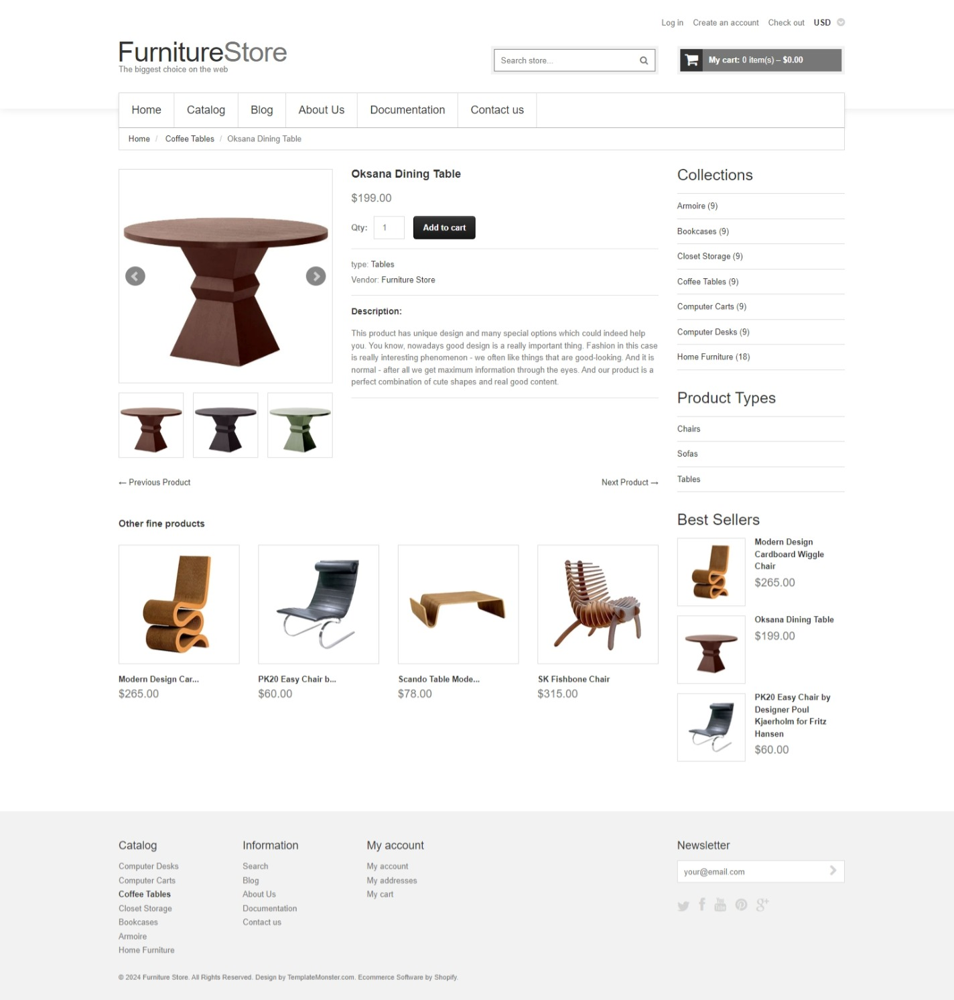 Log in Create an account Check out USD
FurnitureStore
The biggest choice on the web
Search store...
My cart: 0 item(s) – $0.00
Home Catalog Blog About Us Documentation Contact us
Home / Coffee Tables / Oksana Dining Table
Oksana Dining Table
$199.00
Qty: 1 Add to cart
type: Tables
Vendor: Furniture Store
Description:
This product has unique design and many special options which could indeed help
you. You know, nowadays good design is a really important thing. Fashion in this case
is really interesting phenomenon - we often like things that are good-looking. And it is
normal - after all we get maximum information through the eyes. And our product is a
perfect combination of cute shapes and real good content.
← Previous Product
Next Product →
Other fine products
Modern Design Car...
$265.00
PK20 Easy Chair b...
$60.00
Scando Table Mode...
$78.00
SK Fishbone Chair
$315.00
Collections
Armoire (9)
Bookcases (9)
Closet Storage (9)
Coffee Tables (9)
Computer Carts (9)
Computer Desks (9)
Home Furniture (18)
Product Types
Chairs
Sofas
Tables
Best Sellers
Modern Design
Cardboard Wiggle
Chair
$265.00
Oksana Dining Table
$199.00
PK20 Easy Chair by
Designer Poul
Kjaerholm for Fritz
Hansen
$60.00
Catalog
Computer Desks
Computer Carts
Coffee Tables
Closet Storage
Bookcases
Armoire
Home Furniture
Information
Search
Blog
About Us
Documentation
Contact us
My account
My account
My addresses
My cart
Newsletter
your@email.com
© 2024 Furniture Store. All Rights Reserved. Design by TemplateMonster.com. Ecommerce Software by Shopify.